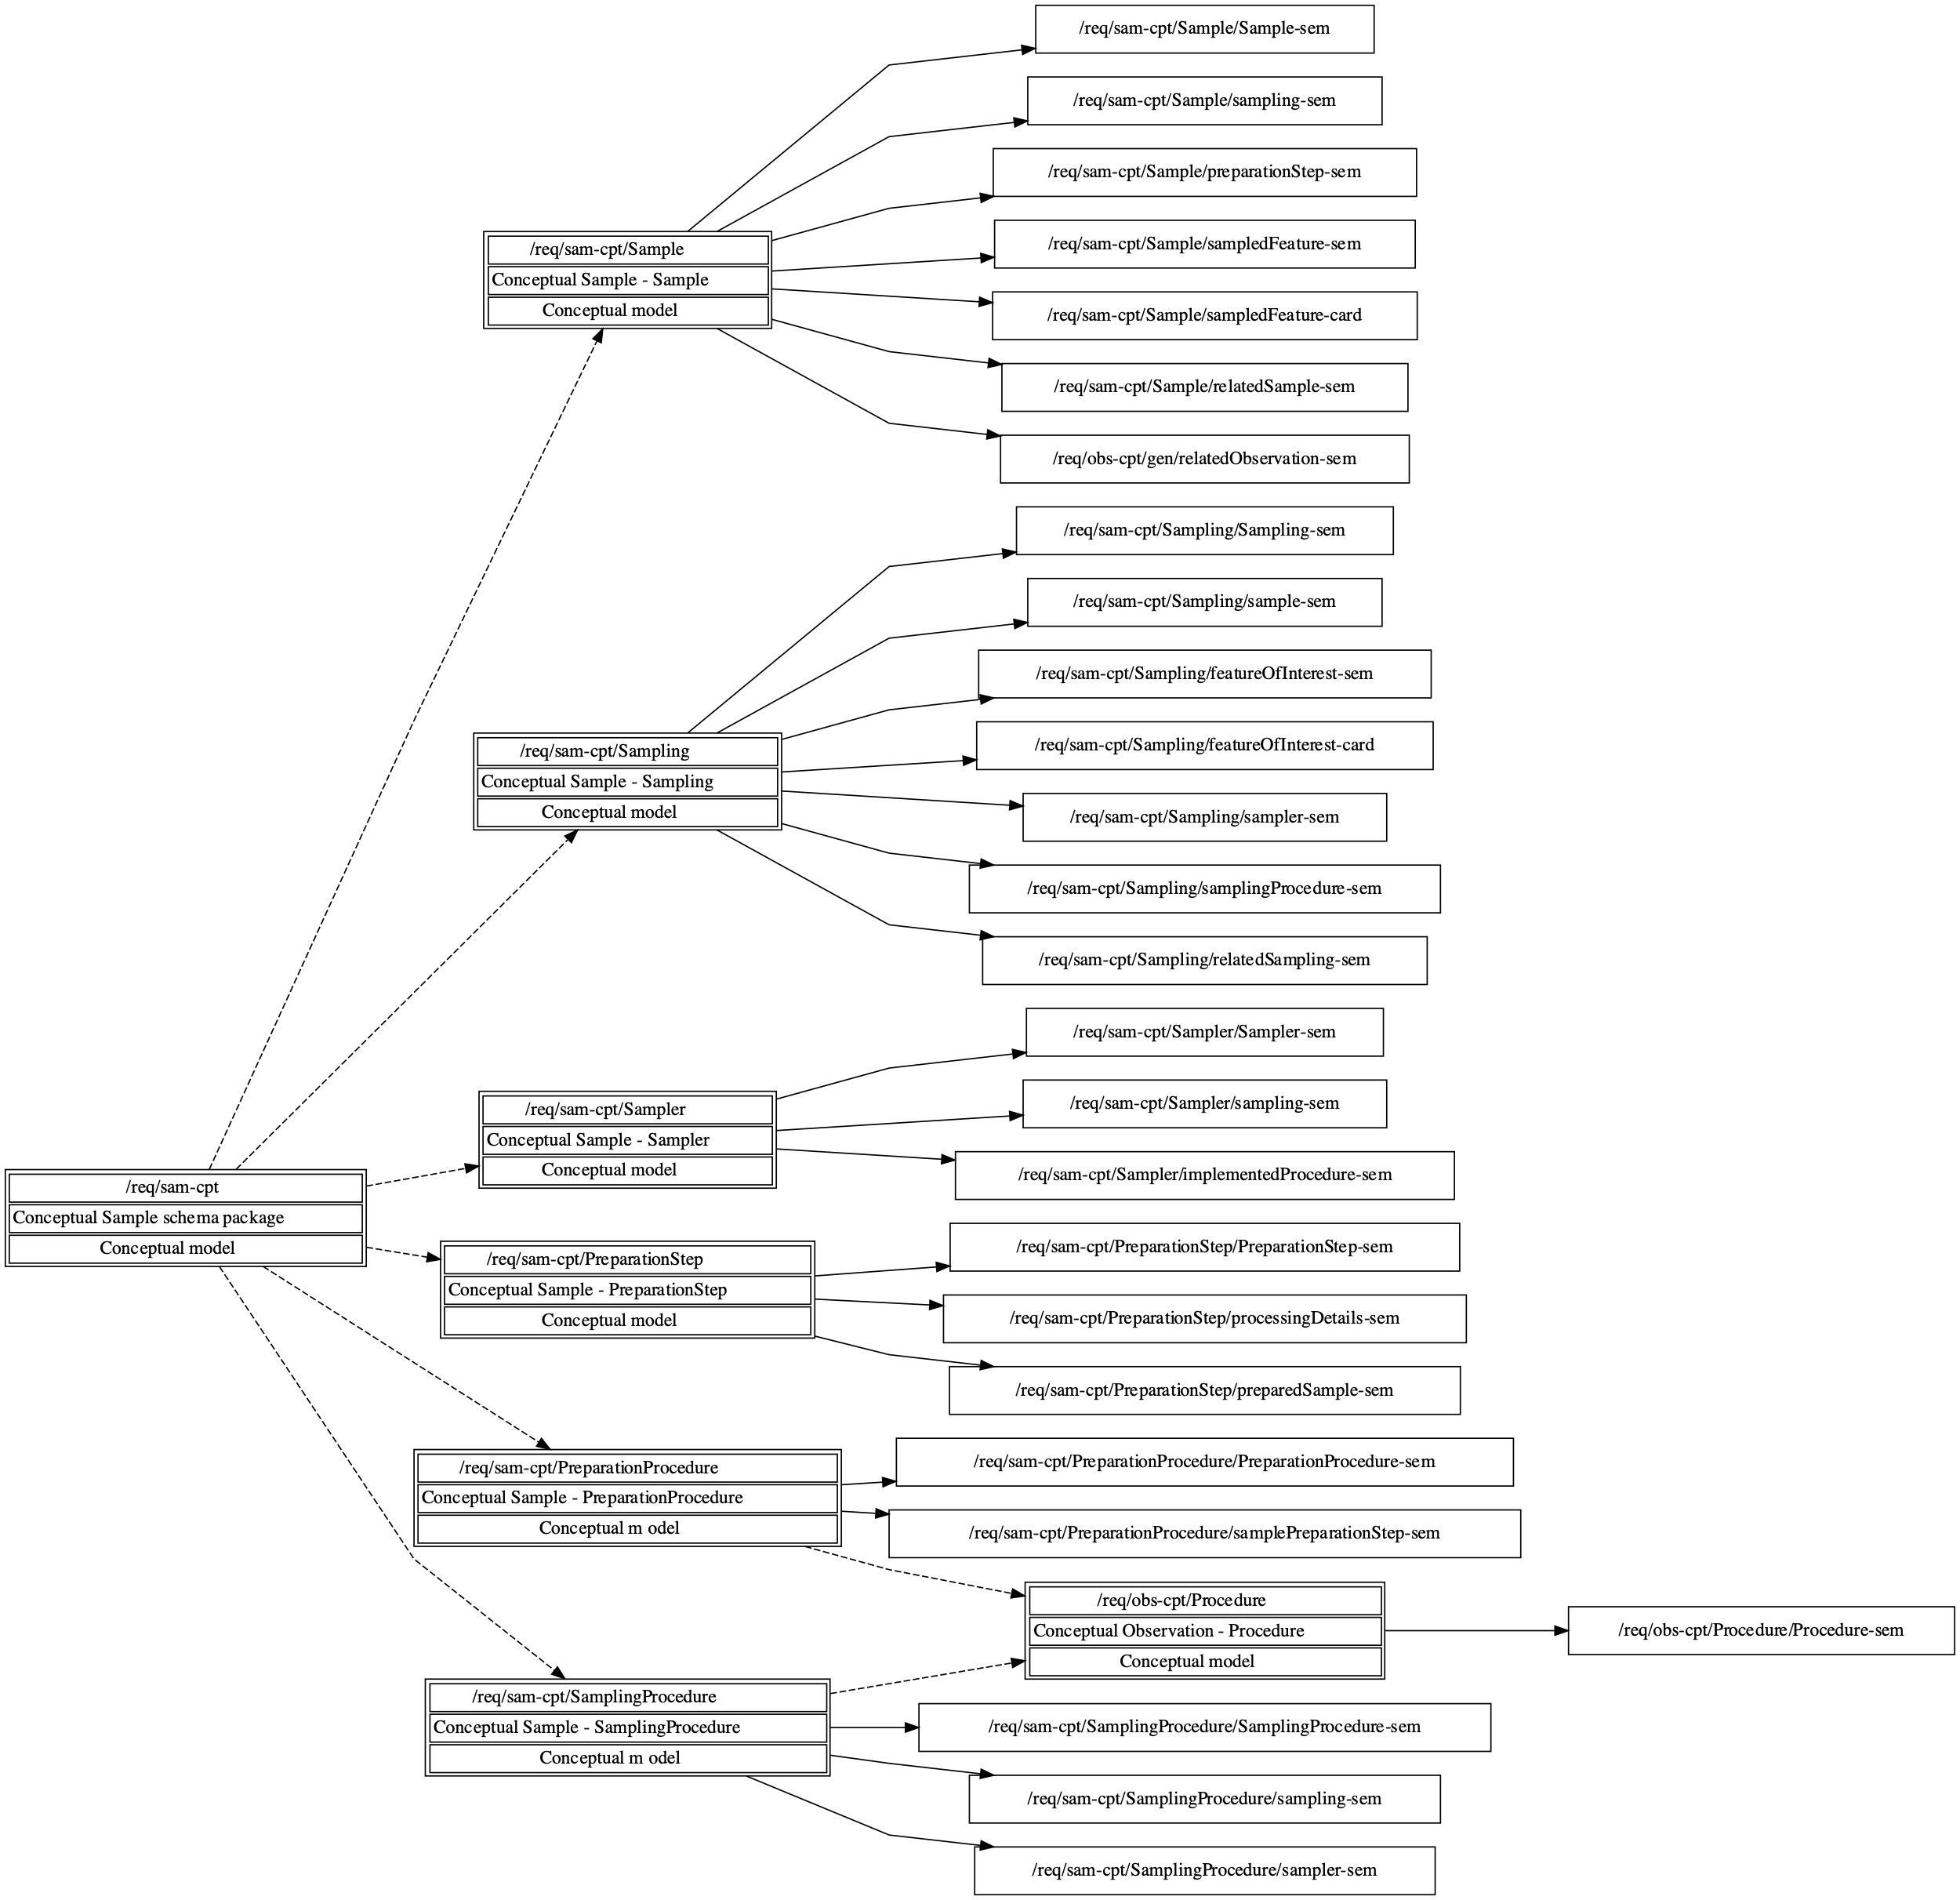 /req/sam-cpt/Sample/Sample-sem
/req/sam-cpt/Sample/sampling-sem
/req/sam-cpt/Sample/preparationStep-sem
/req/sam-cpt/Sample
Conceptual Sample - Sample
Conceptual model
/req/sam-cpt/Sample/sampledFeature-sem
/req/sam-cpt/Sample/sampledFeature-card
/req/sam-cpt/Sample/relatedSample-sem
/req/obs-cpt/gen/relatedObservation-sem
/req/sam-cpt/Sampling/Sampling-sem
/req/sam-cpt/Sampling/sample-sem
/req/sam-cpt/Sampling/featureOfInterest-sem
/req/sam-cpt/Sampling
Conceptual Sample - Sampling
Conceptual model
/req/sam-cpt/Sampling/featureOfInterest-card
/req/sam-cpt/Sampling/sampler-sem
/req/sam-cpt/Sampling/samplingProcedure-sem
/req/sam-cpt/Sampling/relatedSampling-sem
/req/sam-cpt/Sampler/Sampler-sem
/req/sam-cpt/Sampler
Conceptual Sample - Sampler
Conceptual model
/req/sam-cpt/Sampler/sampling-sem
/req/sam-cpt/Sampler/implementedProcedure-sem
/req/sam-cpt
Conceptual Sample schema package
Conceptual model
/req/sam-cpt/PreparationStep
Conceptual Sample - PreparationStep
Conceptual model
/req/sam-cpt/PreparationStep/PreparationStep-sem
/req/sam-cpt/PreparationStep/processingDetails-sem
/req/sam-cpt/PreparationStep/preparedSample-sem
/req/sam-cpt/PreparationProcedure
Conceptual Sample - PreparationProcedure
Conceptual m odel
/req/sam-cpt/PreparationProcedure/PreparationProcedure-sem
/req/sam-cpt/PreparationProcedure/samplePreparationStep-sem
/req/obs-cpt/Procedure
Conceptual Observation - Procedure
Conceptual model
/req/obs-cpt/Procedure/Procedure-sem
/req/sam-cpt/SamplingProcedure
Conceptual Sample - SamplingProcedure
Conceptual m odel
/req/sam-cpt/SamplingProcedure/SamplingProcedure-sem
/req/sam-cpt/SamplingProcedure/sampling-sem
/req/sam-cpt/SamplingProcedure/sampler-sem